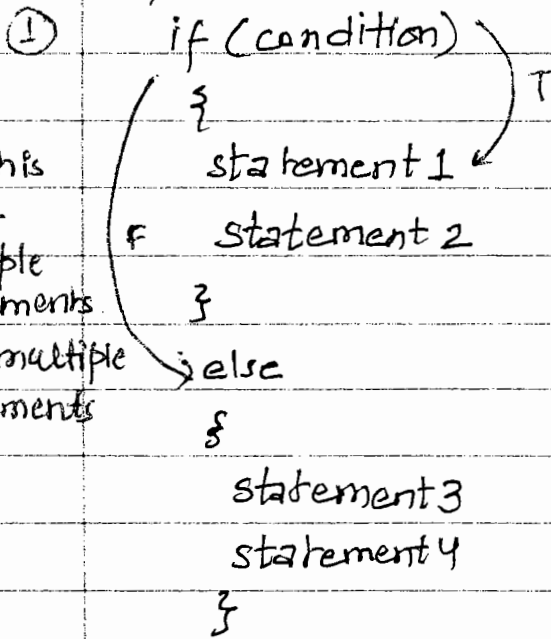 ① if (condition)
{
T
his statement 1
F statement 2
ple
ments }
multiple else
ments {
statement 3
statement 4
}